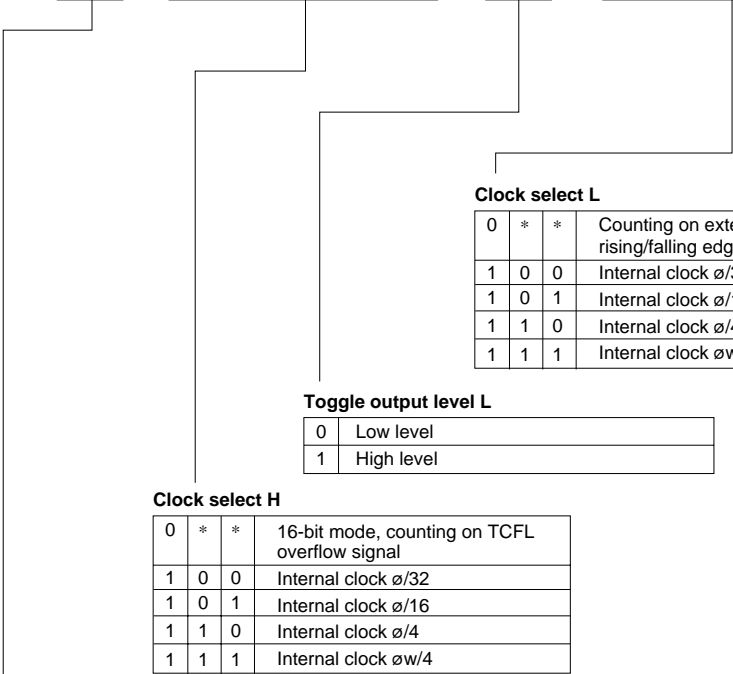 Clock select L
0 * * Counting on
rising/falling
1 0 0 Internal clock
1 0 1 Internal clock
1 1 0 Internal clock
1 1 1 Internal clock
Toggle output level L
0 Low level
1 High level
Clock select H
0 * * 16-bit mode, counting on TCFL
overflow signal
1 0 0 Internal clock ø/32
1 0 1 Internal clock ø/16
1 1 0 Internal clock ø/4
1 1 1 Internal clock øw/4